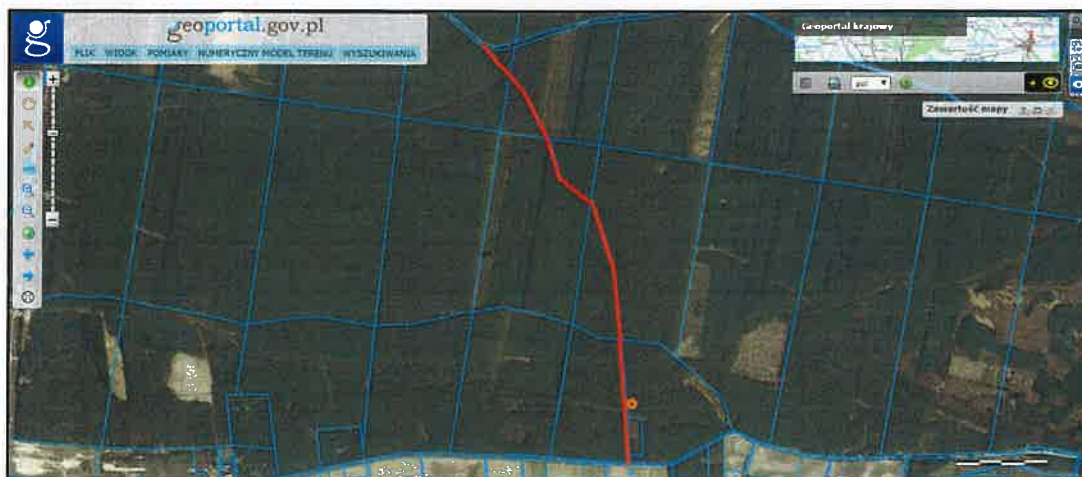 geoportal.gov.pl
PLIK WIDOK POMIARY NUMERYCZNY MODEL TERENU WYSZUKIWANIA
Geoportal krajowy
Zawartość mapy